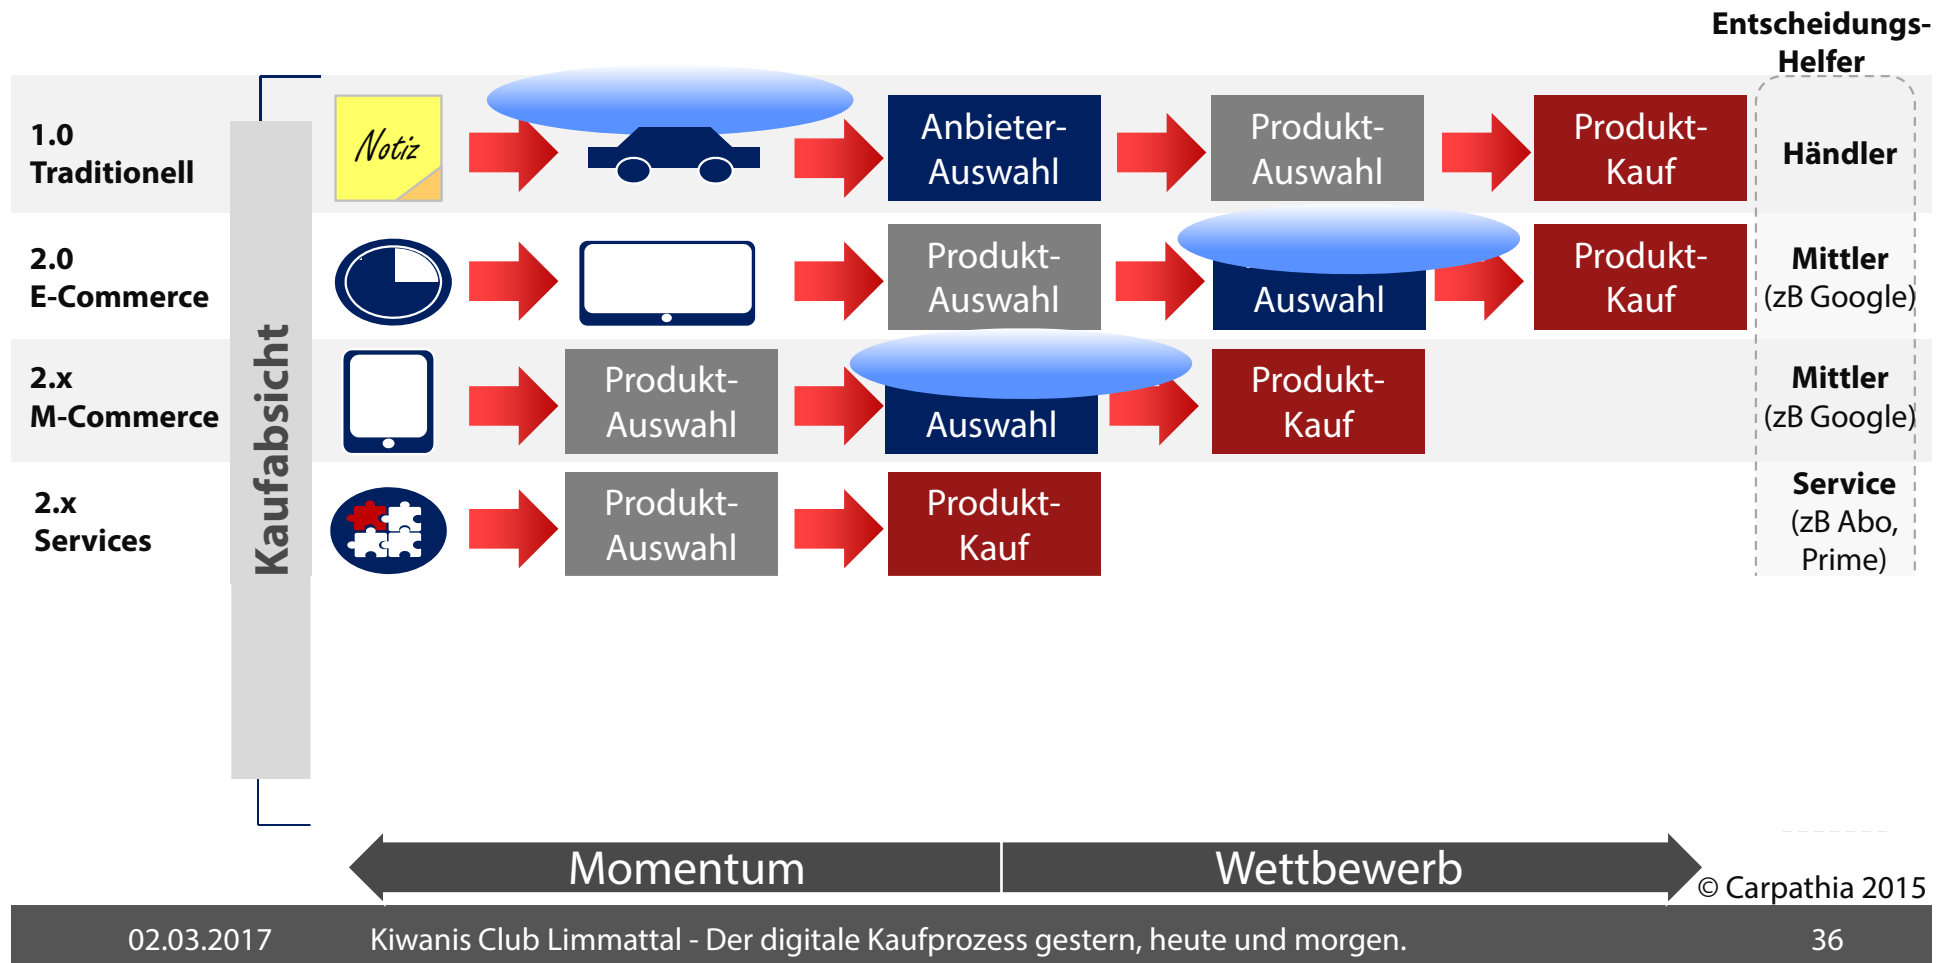 Entscheidungs-
Helfer
1.0
Traditionell
Notiz
Anbieter-
Auswahl
Produkt-
Auswahl
Produkt-
Kauf
Händler
2.0
E-Commerce
Produkt-
Auswahl
Auswahl
Produkt-
Kauf
Mittler
(zB Google)
2.x
M-Commerce
Produkt-
Auswahl
Auswahl
Produkt-
Kauf
Mittler
(zB Google)
2.x
Services
Produkt-
Auswahl
Produkt-
Kauf
Service
(zB Abo,
Prime)
Kaufabsicht
Momentum
Wettbewerb
© Carpathia 2015
02.03.2017
Kiwanis Club Limmattal - Der digitale Kaufprozess gestern, heute und morgen.
36